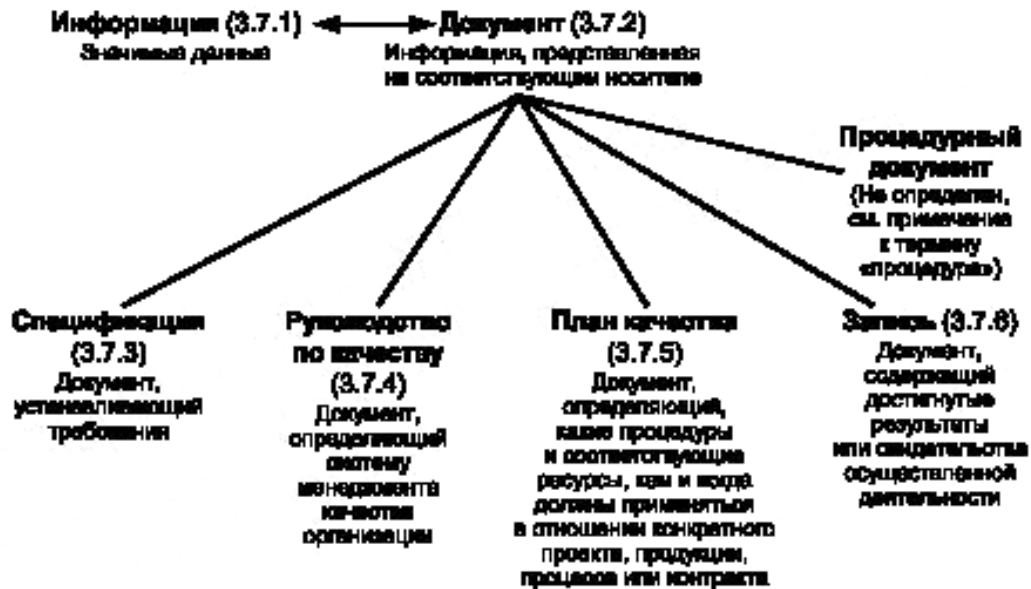 Информация (3.7.1)
Значимые данные
Документ (3.7.2)
Информация, представленная
на соответствующем носителе
Процедурный
документ
(Не определен,
см. примечание
к термину
«процедура»)
Спецификация
(3.7.3)
Документ,
устанавливающий
требования
Руководство
по качеству
(3.7.4)
Документ,
определяющий
систему
менеджмента
качества
организации
План качества
(3.7.5)
Документ,
определяющий,
какие процедуры
и соответствующие
ресурсы, кем и когда
должны применяться
в отношении конкретного
проекта, продукции,
процесса или контракта
Запись (3.7.6)
Документ,
содержащий
достигнутые
результаты
или свидетельства
осуществленной
деятельности